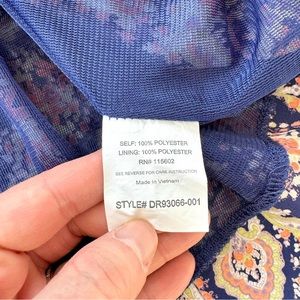 SELF: 100% POLYESTER
LINING: 100% POLYESTER
RN# 115602
SEE REVERSE FOR CARE INSTRUCTION
Made in Vietnam
STYLE# DR93066-001